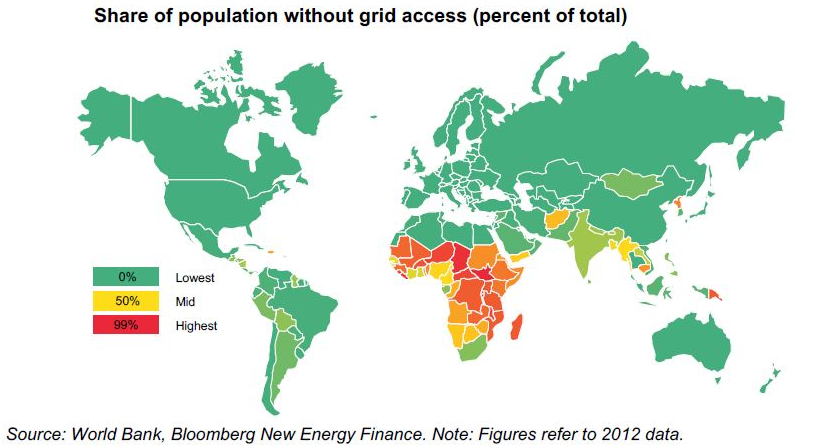 Share of population without grid access (percent of total)
0% Lowest
50% Mid
99% Highest
Source: World Bank, Bloomberg New Energy Finance. Note: Figures refer to 2012 data.